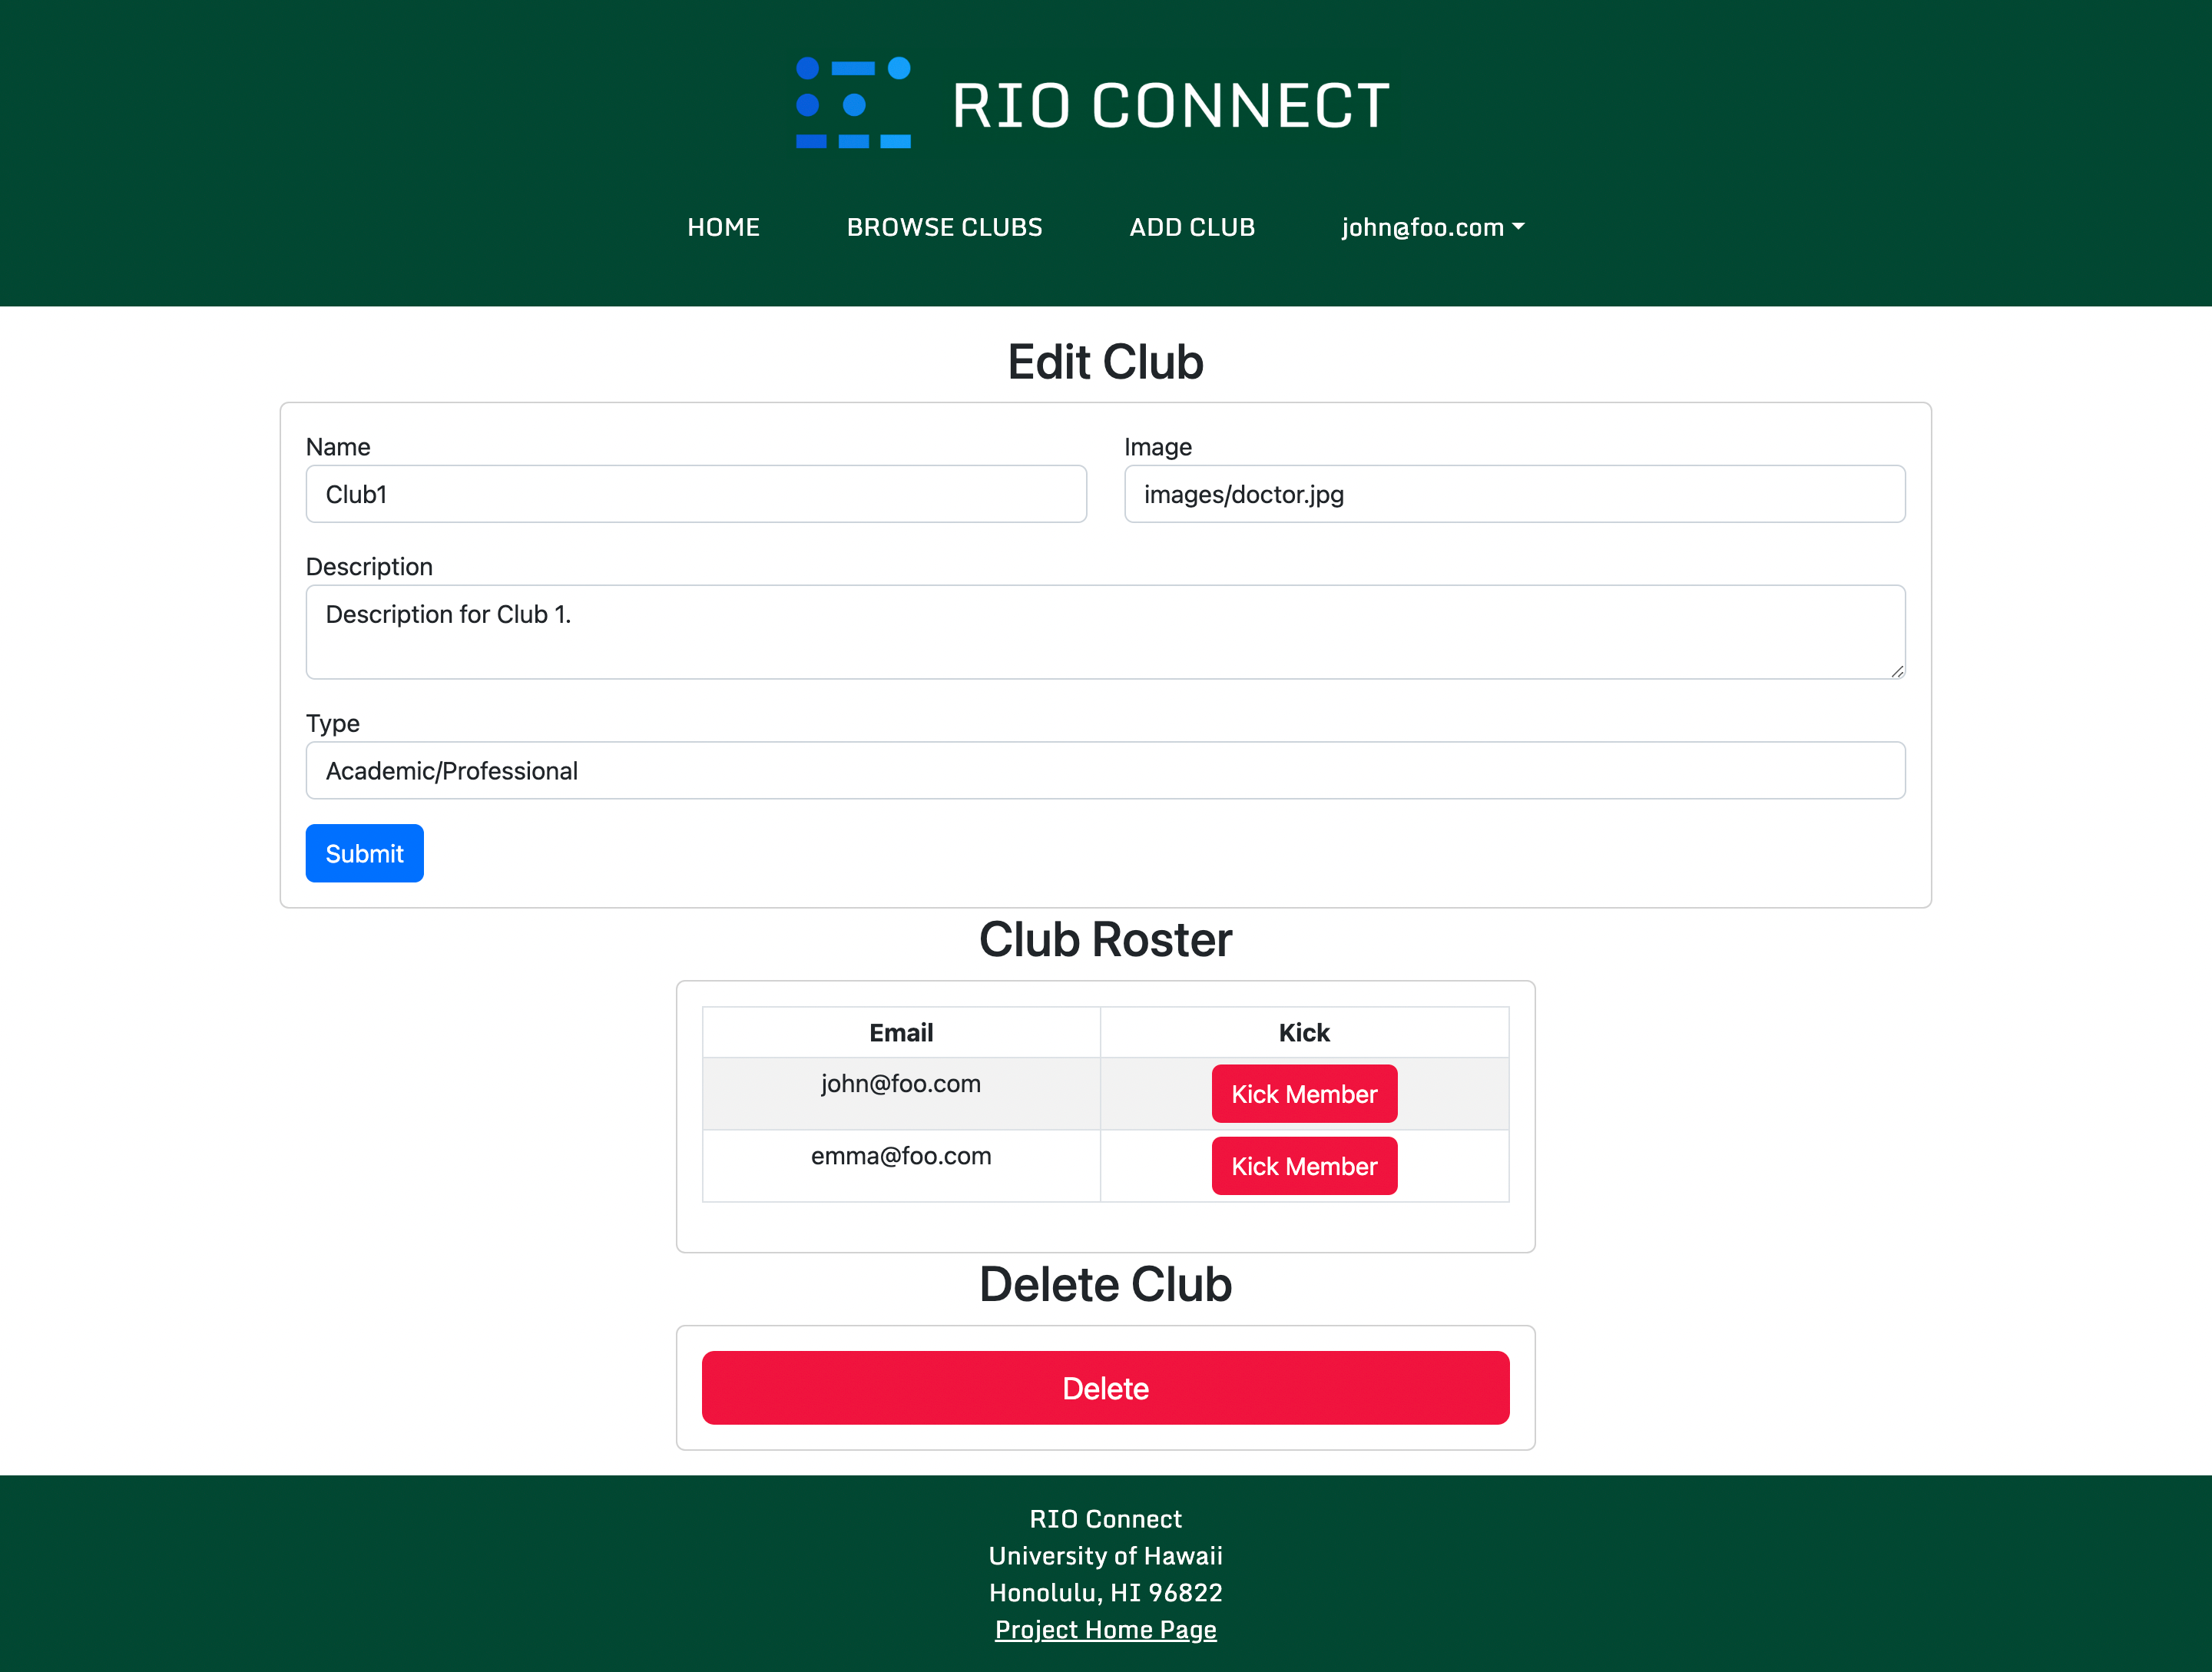 RIO CONNECT
HOME BROWSE CLUBS ADD CLUB john@foo.com
Edit Club
Name Image
Club1 images/doctor.jpg
Description
Description for Club 1.
Type
Academic/Professional
Submit
Club Roster
Email Kick
john@foo.com Kick Member
emma@foo.com Kick Member
Delete Club
Delete
RIO Connect
University of Hawaii
Honolulu, HI 96822
Project Home Page